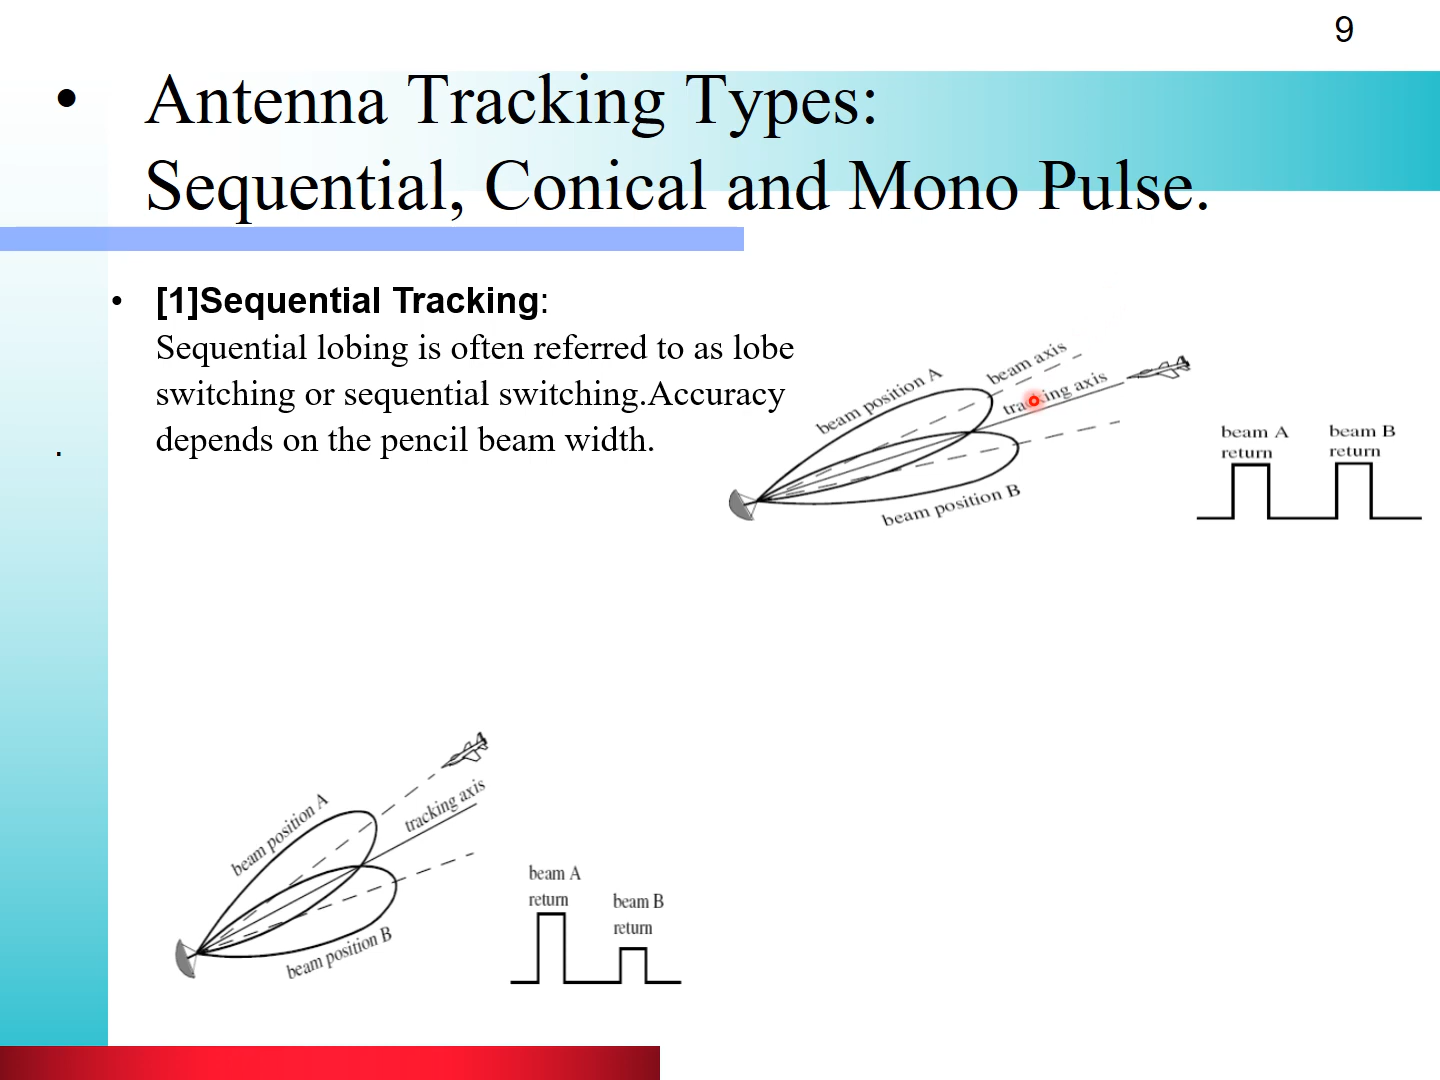 9
• Antenna Tracking Types:
Sequential, Conical and Mono Pulse.
• [1]Sequential Tracking:
Sequential lobing is often referred to as lobe
switching or sequential switching.Accuracy
depends on the pencil beam width.
.
beam position A
beam axis
tracking axis
beam position B
beam A
return
beam B
return
beam position A
tracking axis
beam position B
beam A
return
beam B
return